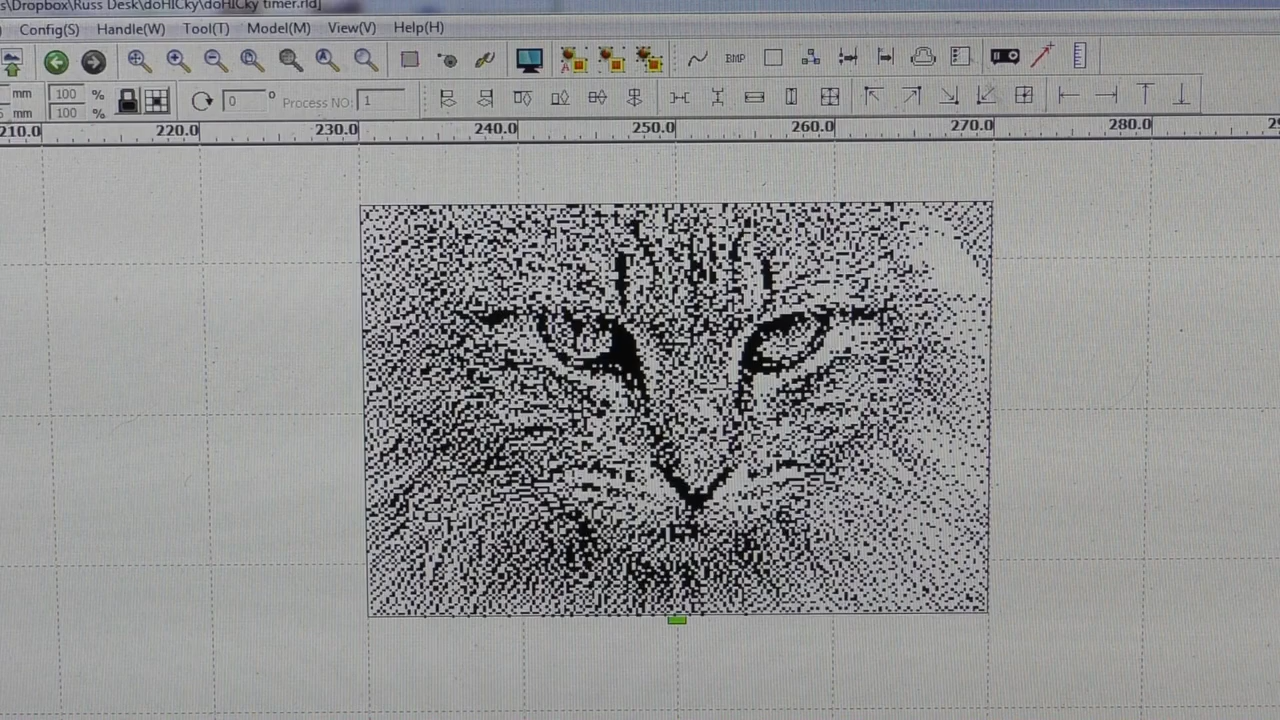 s\Dropbox\Russ Desk\doHICky\doHICky timer.rld]
Config(S) Handle(W) Tool(T) Model(M) View(V) Help(H)
BMP
mm 100 %
mm 100 % 0 ° Process NO: 1
210.0 220.0 230.0 240.0 250.0 260.0 270.0 280.0